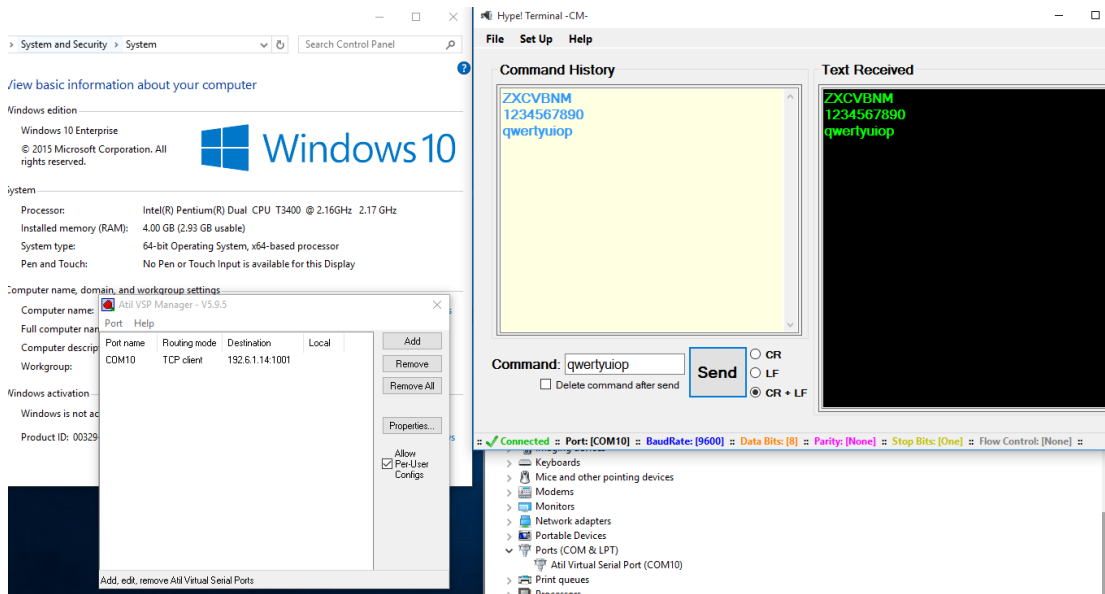 System and Security > System
Search Control Panel
View basic information about your computer
Windows edition
Windows 10 Enterprise
© 2015 Microsoft Corporation. All
rights reserved.
Windows 10
System
Processor: Intel(R) Pentium(R) Dual CPU T3400 @ 2.16GHz 2.17 GHz
Installed memory (RAM): 4.00 GB (2.93 GB usable)
System type: 64-bit Operating System, x64-based processor
Pen and Touch: No Pen or Touch Input is available for this Display
Computer name, domain, and workgroup settings
Computer name:
Full computer nam
Computer descrip
Workgroup:
Windows activation
Windows is not ac
Product ID: 00329
Atil VSP Manager - V5.9.5
Port Help
Port name Routing mode Destination Local
COM10 TCP client 192.6.1.14:1001
Add
Remove
Remove All
Properties...
Allow
Per-User
Configs
Add, edit, remove Atil Virtual Serial Ports
Hype! Terminal -CM-
File Set Up Help
Command History
ZXCVBNM
1234567890
qwertyuiop
Text Received
ZXCVBNM
1234567890
qwertyuiop
Command: qwertyuiop
Delete command after send
Send
CR
LF
CR + LF
:: Connected :: Port: [COM10] :: BaudRate: [9600] :: Data Bits: [8] :: Parity: [None] :: Stop Bits: [One] :: Flow Control: [None] ::
Imaging devices
Keyboards
Mice and other pointing devices
Modems
Monitors
Network adapters
Portable Devices
Ports (COM & LPT)
Atil Virtual Serial Port (COM10)
Print queues
Processors